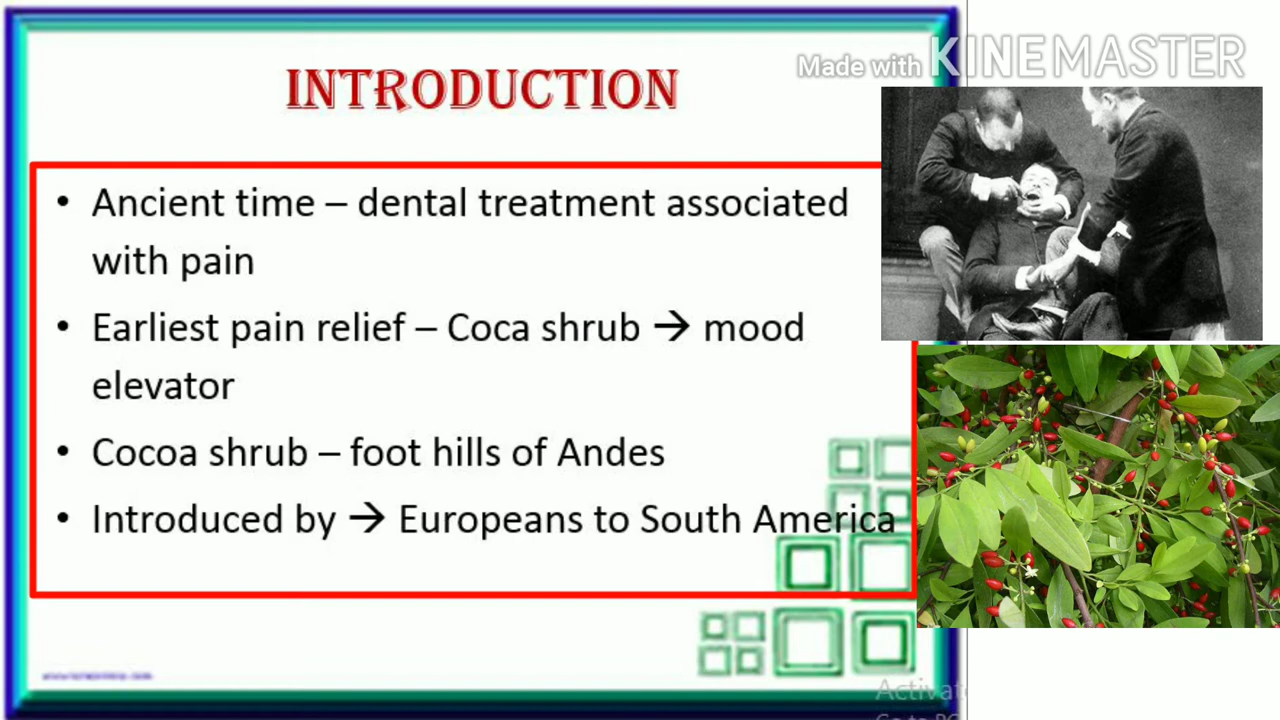 INTRODUCTION
Made with KINEMASTER
• Ancient time – dental treatment associated
with pain
• Earliest pain relief – Coca shrub → mood
elevator
• Cocoa shrub – foot hills of Andes
• Introduced by → Europeans to South America
Activat